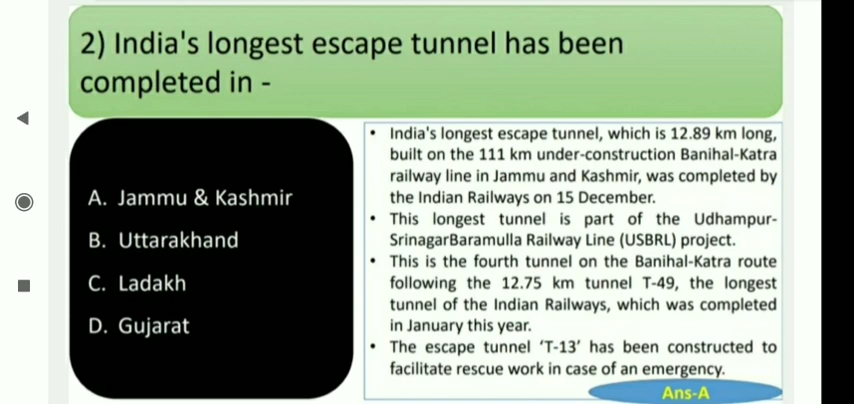 2) India's longest escape tunnel has been
completed in -
A. Jammu & Kashmir
B. Uttarakhand
C. Ladakh
D. Gujarat
• India's longest escape tunnel, which is 12.89 km long,
built on the 111 km under-construction Banihal-Katra
railway line in Jammu and Kashmir, was completed by
the Indian Railways on 15 December.
• This longest tunnel is part of the Udhampur-
SrinagarBaramulla Railway Line (USBRL) project.
• This is the fourth tunnel on the Banihal-Katra route
following the 12.75 km tunnel T-49, the longest
tunnel of the Indian Railways, which was completed
in January this year.
• The escape tunnel ‘T-13’ has been constructed to
facilitate rescue work in case of an emergency.
Ans-A